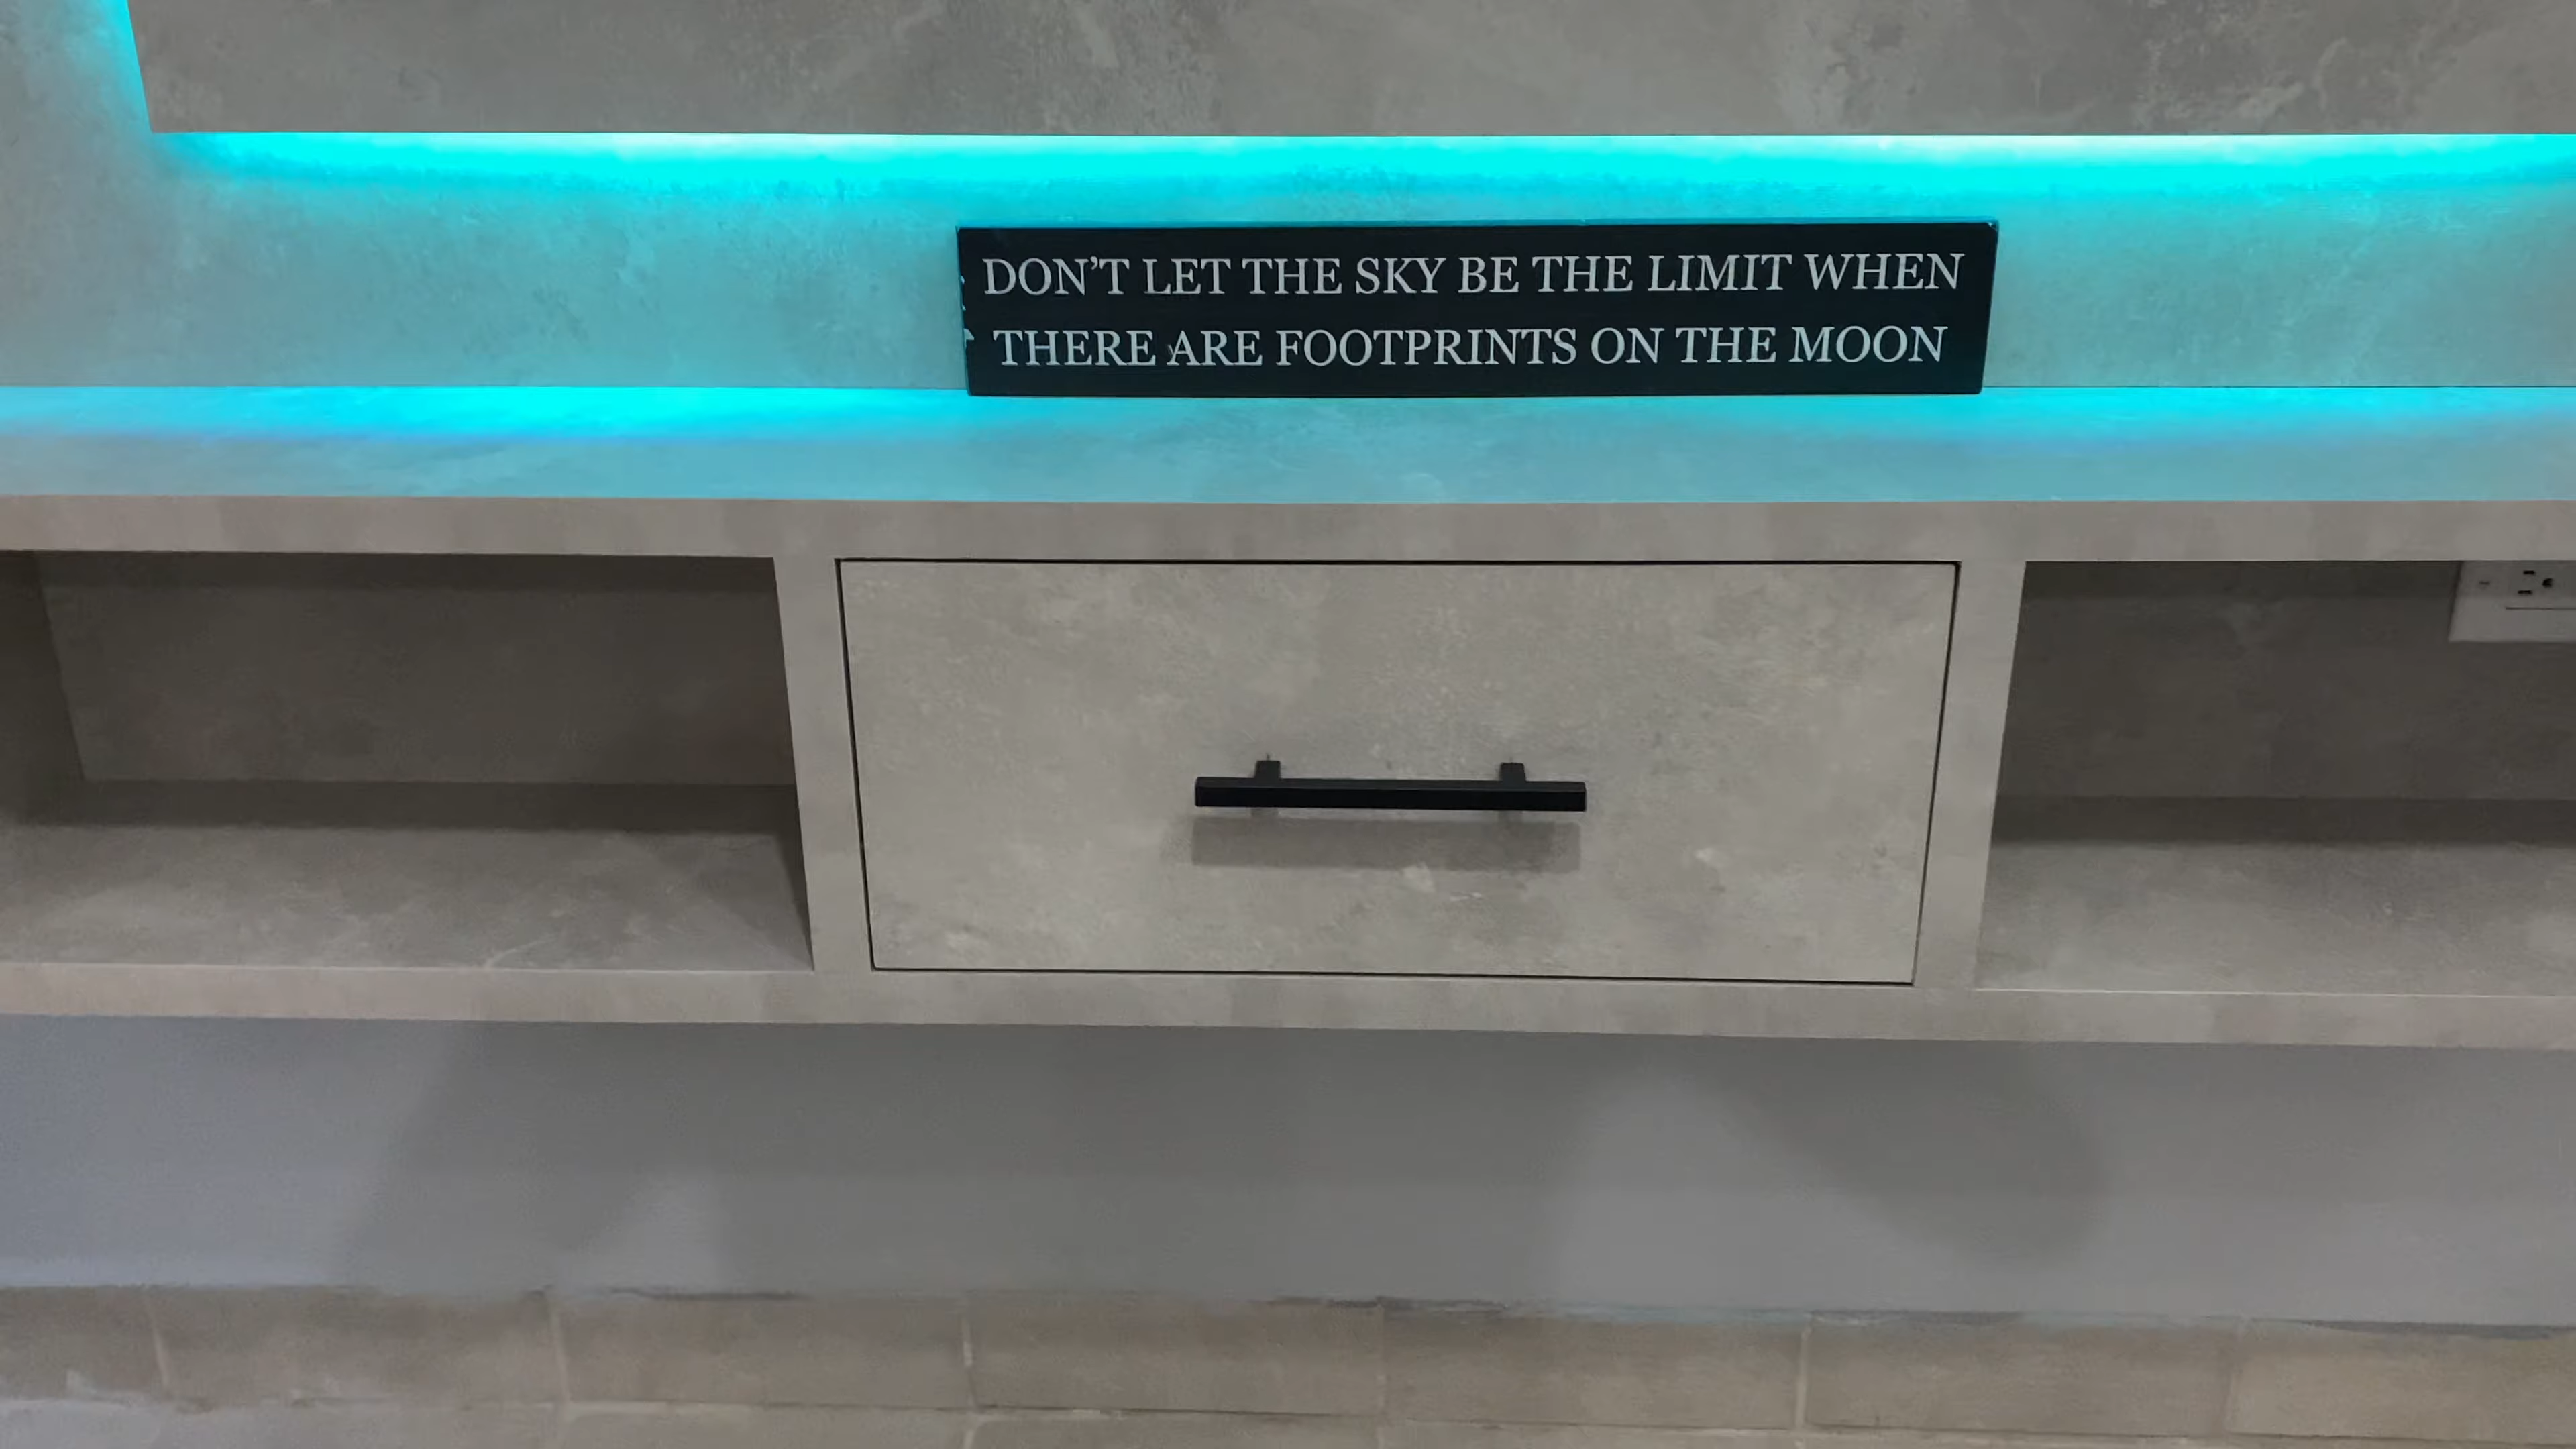 DON’T LET THE SKY BE THE LIMIT WHEN
THERE ARE FOOTPRINTS ON THE MOON